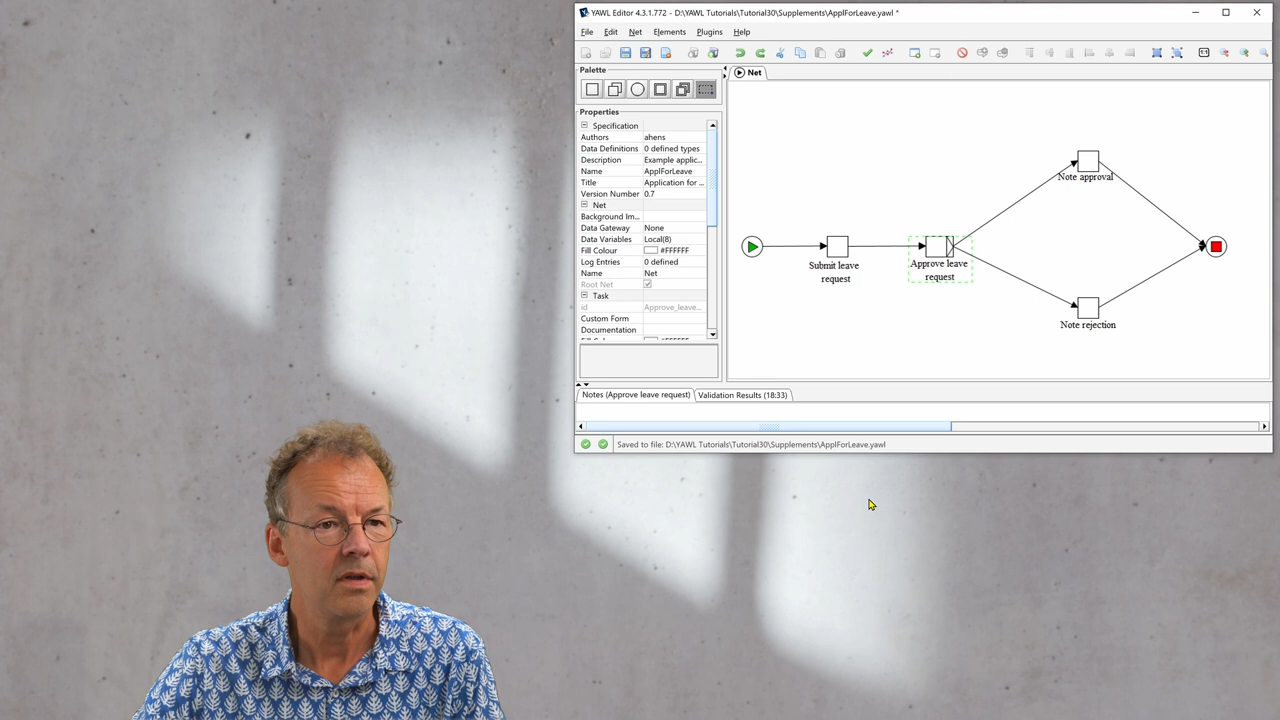 YAWL Editor 4.3.1.772 - D:\YAWL Tutorials\Tutorial30\Supplements\ApplForLeave.yawl *
File Edit Net Elements Plugins Help
Palette
Net
Properties
Specification
Authors ahens
Data Definitions 0 defined types
Description Example applic...
Name ApplForLeave
Title Application for ...
Version Number 0.7
Net
Background Im...
Data Gateway None
Data Variables Local(8)
Fill Colour #FFFFFF
Log Entries 0 defined
Name Net
Root Net
Task
id Approve_leave...
Custom Form
Documentation
Note approval
Submit leave
request
Approve leave
request
Note rejection
Notes (Approve leave request) Validation Results (18:33)
Saved to file: D:\YAWL Tutorials\Tutorial30\Supplements\ApplForLeave.yawl